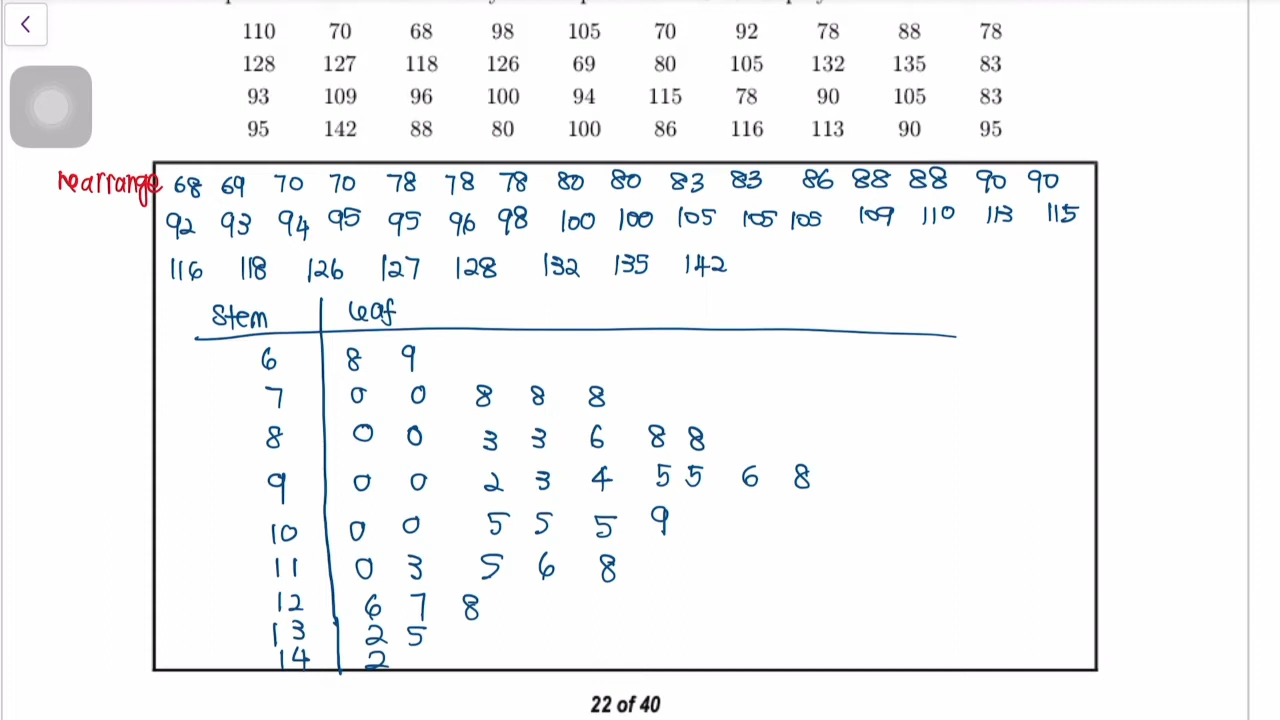 110 70 68 98 105 70 92 78 88 78
128 127 118 126 69 80 105 132 135 83
93 109 96 100 94 115 78 90 105 83
95 142 88 80 100 86 116 113 90 95
rearrange 68 69 70 70 78 78 78 80 80 83 83 86 88 88 90 90
92 93 94 95 95 96 98 100 100 105 105 105 109 110 113 115
116 118 126 127 128 132 135 142
Stem Leaf
6 8 9
7 0 0 8 8 8
8 0 0 3 3 6 8 8
9 0 0 2 3 4 5 5 6 8
10 0 0 5 5 5 9
11 0 3 5 6 8
12 6 7 8
13 2 5
14 2
22 of 40